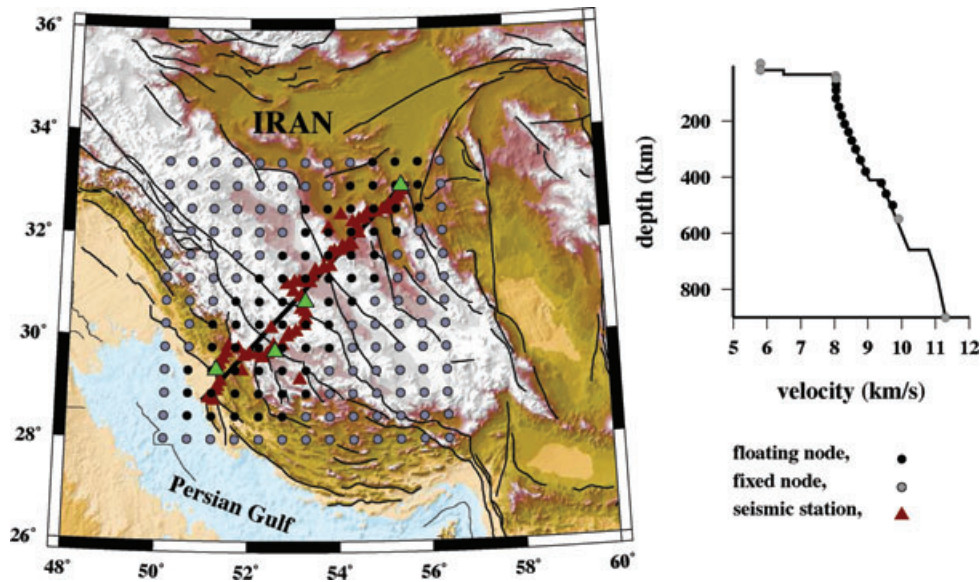 36°
34°
32°
30°
28°
26°
48°
50°
52°
54°
56°
58°
60°
IRAN
Persian Gulf
200
400
600
800
depth (km)
5 6 7 8 9 10 11 12
velocity (km/s)
floating node,
fixed node,
seismic station,